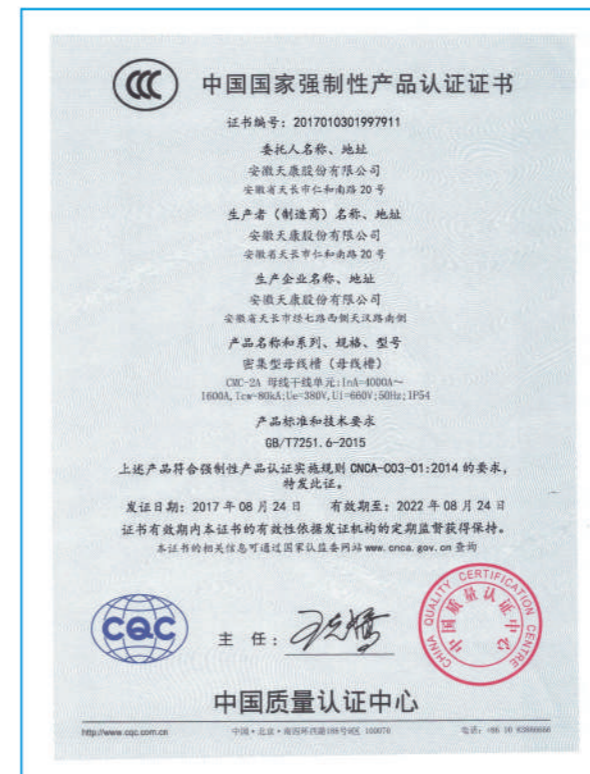 中国国家强制性产品认证证书
证书编号：2017010301997911
委托人名称、地址
安徽天康股份有限公司
安徽省天长市仁和南路 20 号
生产者（制造商）名称、地址
安徽天康股份有限公司
安徽省天长市仁和南路 20 号
生产企业名称、地址
安徽天康股份有限公司
安徽省天长市经七路西侧天汉路南侧
产品名称和系列、规格、型号
密集型母线槽（母线槽）
CMC-2A 母线干线单元:InA=4000A～
1600A,Icw=80kA;Ue=380V,Ui=660V;50Hz;IP54
产品标准和技术要求
GB/T7251.6-2015
上述产品符合强制性产品认证实施规则 CNCA-C03-01:2014 的要求，
特发此证。
发证日期：2017 年 08 月 24 日 有效期至：2022 年 08 月 24 日
证书有效期内本证书的有效性依据发证机构的定期监督获得保持。
本证书的相关信息可通过国家认监委网站 www.cnca.gov.cn 查询
CQC
主 任：
CHINA QUALITY CERTIFICATION CENTRE
中国质量认证中心
中国质量认证中心
http://www.cqc.com.cn 中国·北京·南四环西路188号9区 100070 电话：+86 10 83886666